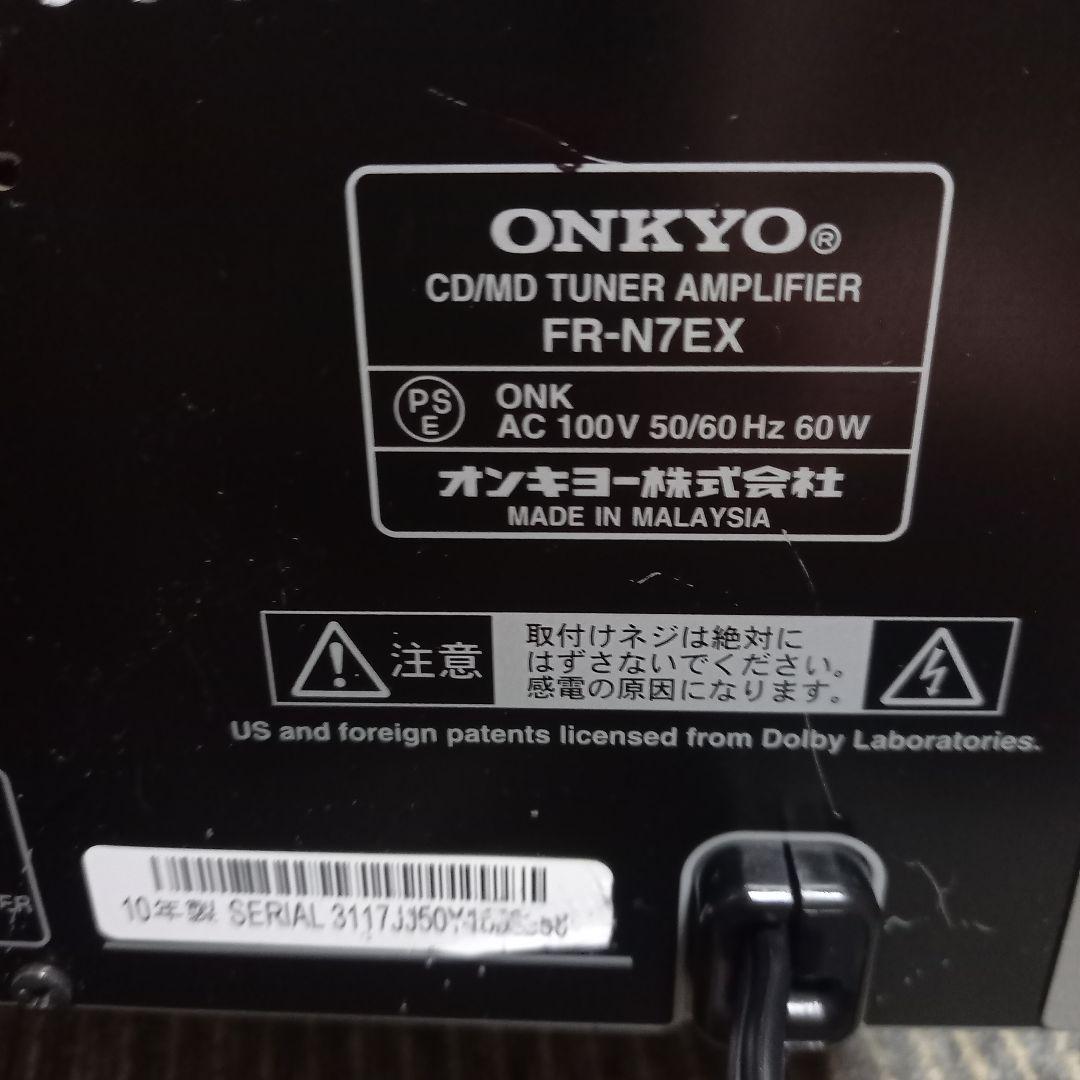 ONKYO®
CD/MD TUNER AMPLIFIER
FR-N7EX
PS
E
ONK
AC 100V 50/60 Hz 60W
オンキヨー株式会社
MADE IN MALAYSIA
注意
取付けネジは絶対に
はずさないでください。
感電の原因になります。
US and foreign patents licensed from Dolby Laboratories.
10年製 SERIAL